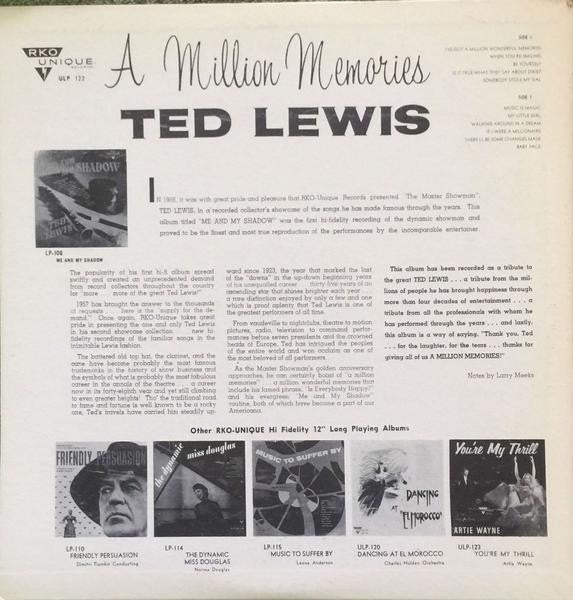 RKO
UNIQUE
RECORDS
ULP 122
A Million Memories
TED LEWIS
SIDE 1
I'VE GOT A MILLION WONDERFUL MEMORIES
WHEN YOU'RE SMILING
BE YOURSELF
IS IT TRUE WHAT THEY SAY ABOUT DIXIE?
SOMEBODY STOLE MY GAL
MUSIC IS MAGIC
MY LITTLE GIRL
WALKING AROUND IN A DREAM
IF I WERE A MILLIONAIRE
THERE'LL BE SOME CHANGES MADE
BABY FACE
SHADOW
TED
LEWIS
LP-108
ME AND MY SHADOW
IN 1956, it was with great pride and pleasure that RKO-Unique Records presented "The Master Showman",
TED LEWIS, in a recorded collector's showcase of the songs he has made famous through the years. This
album titled "ME AND MY SHADOW" was the first hi-fidelity recording of the dynamic showman and
proved to be the finest and most true reproduction of the performances by the incomparable entertainer.
The popularity of his first hi-fi album spread
swiftly and created an unprecedented demand
from record collectors throughout the country
for "more . . . more of the great Ted Lewis!"
1957 has brought the answer to the thousands
of requests . . . here is the "supply for the de-
mand." Once again, RKO-Unique takes great
pride in presenting the one and only Ted Lewis
in his second showcase collection . . . new hi-
fidelity recordings of the familiar songs in the
inimitable Lewis fashion.
The battered old top hat, the clarinet, and the
cane have become probably the most famous
trademarks in the history of show business and
the symbols of what is probably the most fabulous
career in the annals of the theatre . . . a career
now in its forty-eighth year and yet still climbing
to even greater heights! Tho' the traditional road
to fame and fortune is well known to be a rocky
one, Ted's travels have carried him steadily up-
ward since 1923, the year that marked the last
of the "downs" in the up-down beginning years
of his unequalled career . . . thirty five years of an
ascending star that shines brighter each year . . .
a rare distinction enjoyed by only a few and one
which is proof aplenty that Ted Lewis is one of
the greatest performers of all time.
From vaudeville to nightclubs, theatre to motion
pictures, radio, television to command perfor-
mances before seven presidents and the crowned
heads of Europe, Ted has intrigued the peoples
of the entire world and won acclaim as one of
the most beloved of all performers.
As the Master Showman's golden anniversary
approaches, he can certainly boast of "a million
memories" . . . a million wonderful memories that
include his famed phrase, "Is Everybody Happy?"
and his evergreen "Me and My Shadow"
routine, both of which have become a part of our
Americana.
This album has been recorded as a tribute to
the great TED LEWIS . . . a tribute from the mil-
lions of people he has brought happiness through
more than four decades of entertainment . . . a
tribute from all the professionals with whom he
has performed through the years . . . and lastly,
this album is a way of saying, "Thank you, Ted
. . . for the laughter, for the tears . . . thanks for
giving all of us A MILLION MEMORIES!"
Notes by Larry Meeks
Other RKO-UNIQUE Hi Fidelity 12" Long Playing Albums
FRIENDLY PERSUASION
the dynamic miss douglas
MUSIC TO SUFFER BY
DANCING
AT
EL MOROCCO
You're My Thrill
ARTIE WAYNE
LP-110
FRIENDLY PERSUASION
Dimitri Tiomkin Conducting
LP-114
THE DYNAMIC
MISS DOUGLAS
Norma Douglas
LP-115
MUSIC TO SUFFER BY
Leona Anderson
ULP-120
DANCING AT EL MOROCCO
Chauncey Holden Orchestra
ULP-123
YOU'RE MY THRILL
Artie Wayne